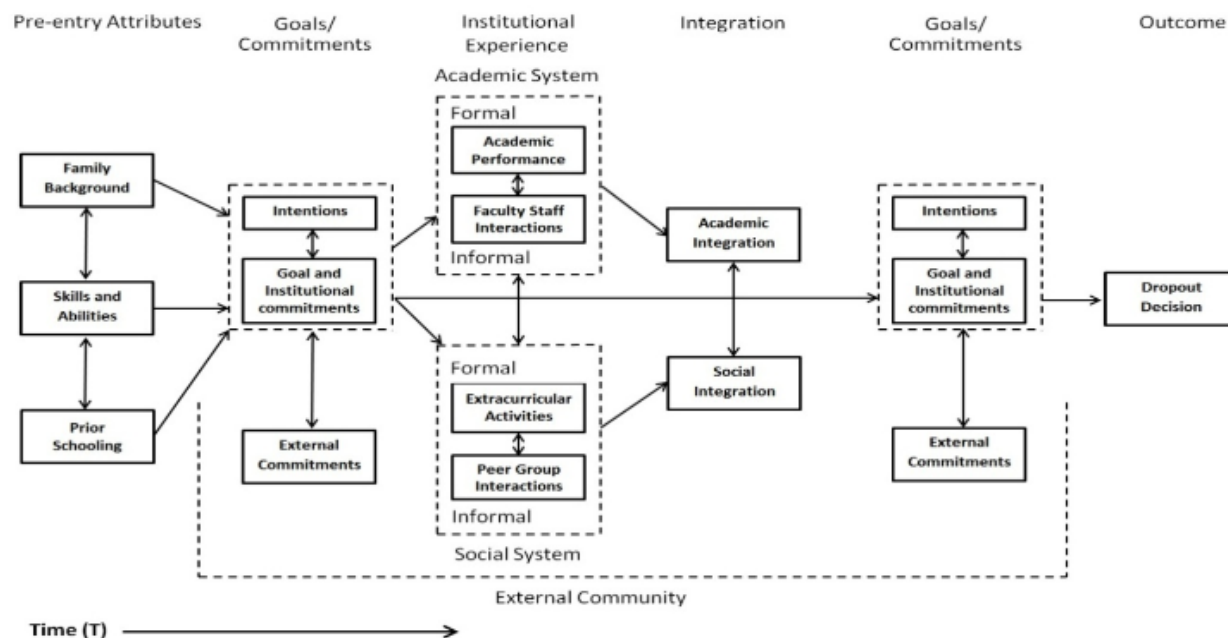 Pre-entry Attributes
Goals/
Commitments
Institutional
Experience
Integration
Goals/
Commitments
Outcome
Academic System
Formal
Academic
Performance
Faculty Staff
Interactions
Informal
Family
Background
Skills and
Abilities
Prior
Schooling
Intentions
Goal and
Institutional
commitments
External
Commitments
Formal
Extracurricular
Activities
Peer Group
Interactions
Informal
Social System
Academic
Integration
Social
Integration
Intentions
Goal and
Institutional
commitments
External
Commitments
Dropout
Decision
External Community
Time (T)